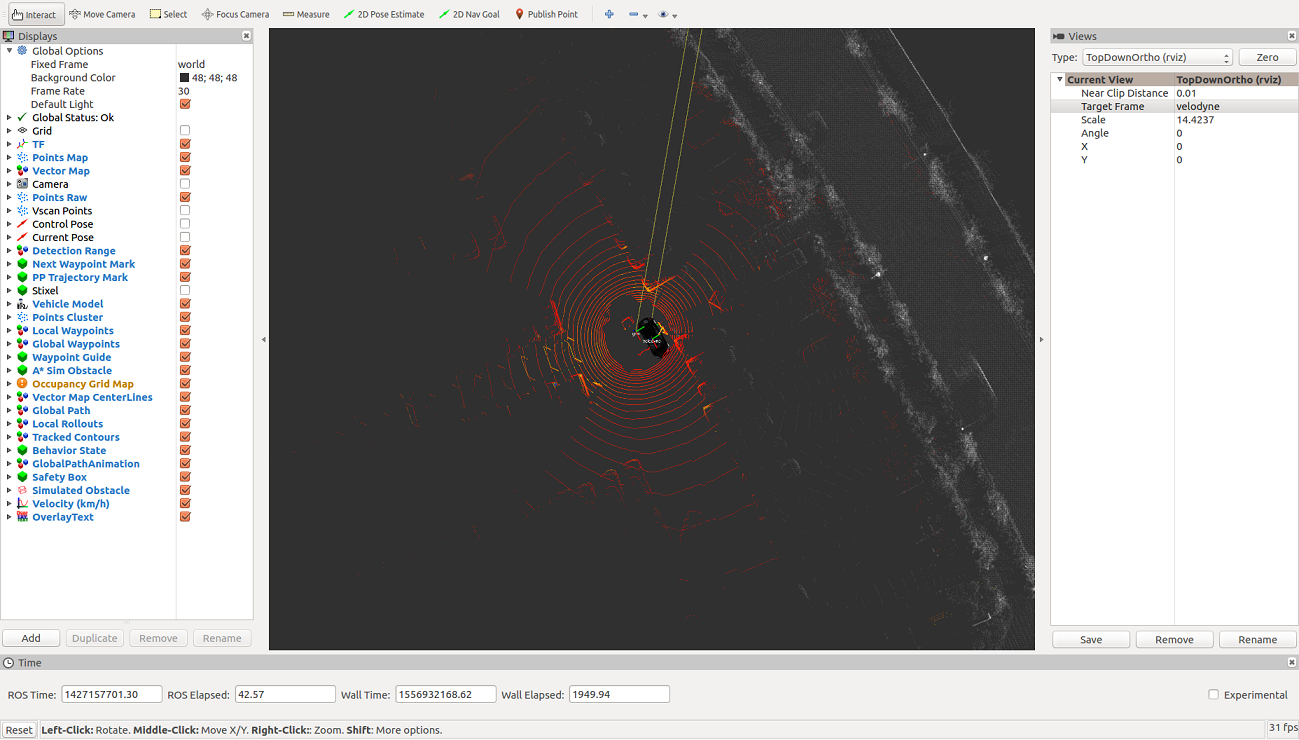 Interact Move Camera Select Focus Camera Measure 2D Pose Estimate 2D Nav Goal Publish Point
Displays
Global Options
Fixed Frame world
Background Color 48; 48; 48
Frame Rate 30
Default Light
Global Status: Ok
Grid
TF
Points Map
Vector Map
Camera
Points Raw
Vscan Points
Control Pose
Current Pose
Detection Range
Next Waypoint Mark
PP Trajectory Mark
Stixel
Vehicle Model
Points Cluster
Local Waypoints
Global Waypoints
Waypoint Guide
A* Sim Obstacle
Occupancy Grid Map
Vector Map CenterLines
Global Path
Local Rollouts
Tracked Contours
Behavior State
GlobalPathAnimation
Safety Box
Simulated Obstacle
Velocity (km/h)
OverlayText
Add Duplicate Remove Rename
Views
Type: TopDownOrtho (rviz) Zero
Current View TopDownOrtho (rviz)
Near Clip Distance 0.01
Target Frame velodyne
Scale 14.4237
Angle 0
X 0
Y 0
Save Remove Rename
Time
ROS Time: 1427157701.30 ROS Elapsed: 42.57 Wall Time: 1556932168.62 Wall Elapsed: 1949.94 Experimental
Reset Left-Click: Rotate. Middle-Click: Move X/Y. Right-Click:: Zoom. Shift: More options. 31 fps